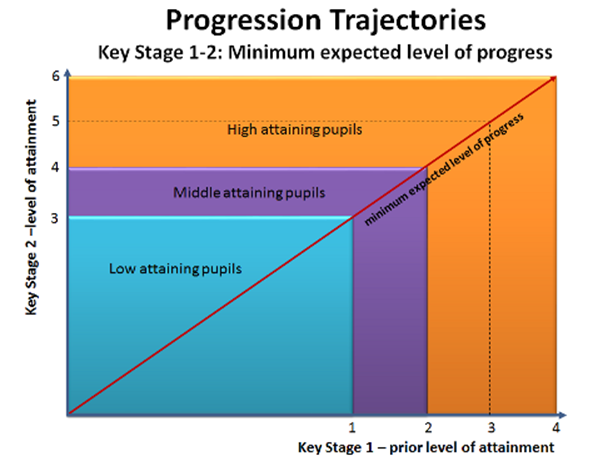 Progression Trajectories
Key Stage 1-2: Minimum expected level of progress
6
5
4
3
Key Stage 2 –level of attainment
High attaining pupils
minimum expected level of progress
Middle attaining pupils
Low attaining pupils
1
2
3
4
Key Stage 1 – prior level of attainment